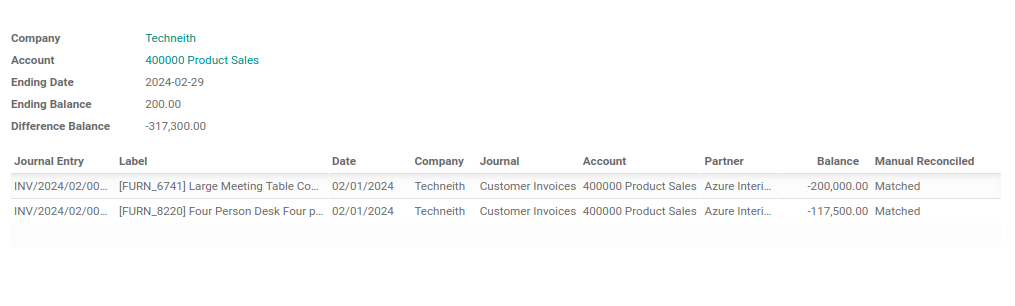 Company Techneith
Account 400000 Product Sales
Ending Date 2024-02-29
Ending Balance 200.00
Difference Balance -317,300.00
Journal Entry Label Date Company Journal Account Partner Balance Manual Reconciled
INV/2024/02/00... [FURN_6741] Large Meeting Table Co... 02/01/2024 Techneith Customer Invoices 400000 Product Sales Azure Interi... -200,000.00 Matched
INV/2024/02/00... [FURN_8220] Four Person Desk Four p... 02/01/2024 Techneith Customer Invoices 400000 Product Sales Azure Interi... -117,500.00 Matched